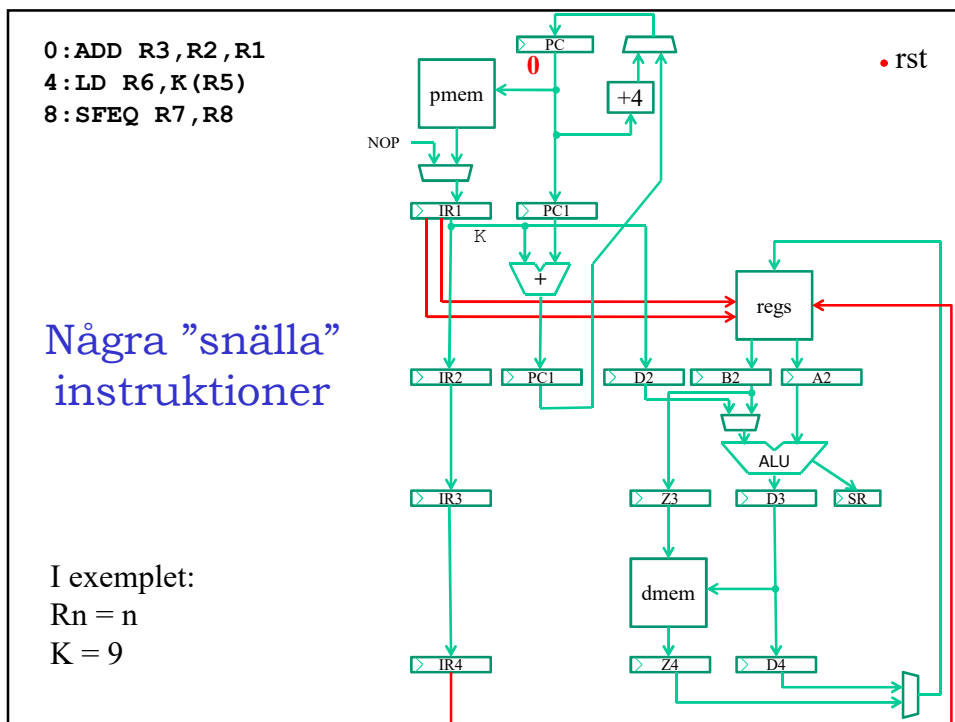 0:ADD R3,R2,R1
4:LD R6,K(R5)
8:SFEQ R7,R8
PC
0
• rst
pmem
+4
NOP
IR1
PC1
K
+
regs
Några ”snälla”
instruktioner
IR2
PC1
D2
B2
A2
ALU
IR3
Z3
D3
SR
I exemplet:
Rn = n
K = 9
dmem
IR4
Z4
D4